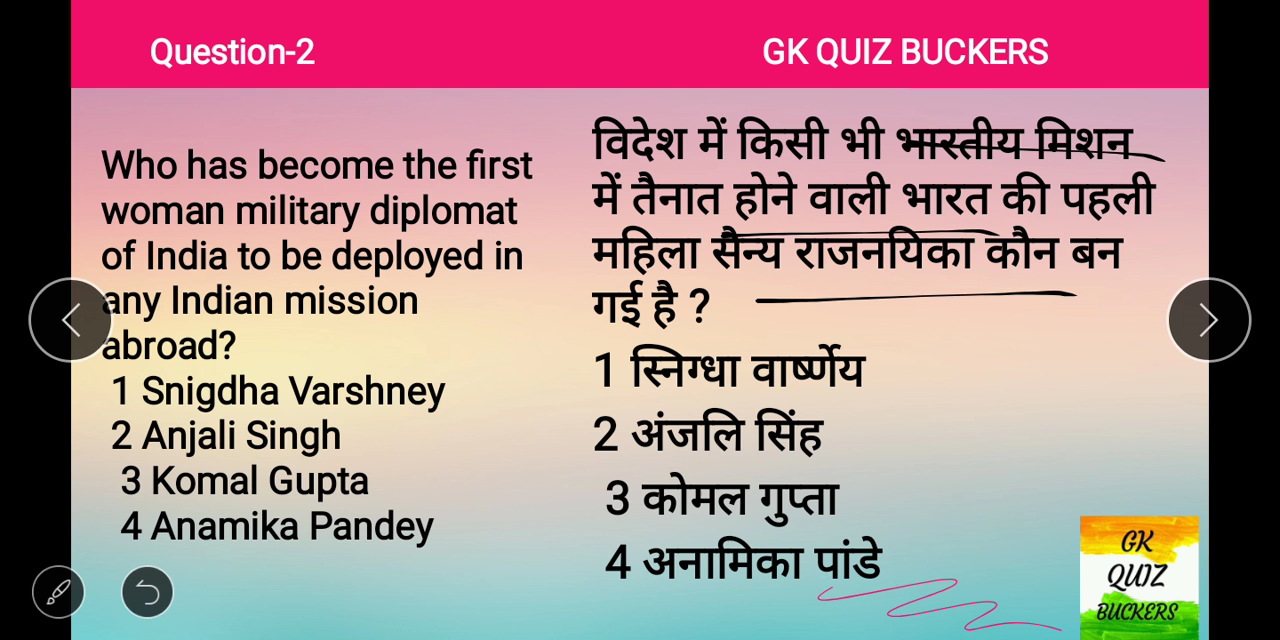 Question-2
GK QUIZ BUCKERS
Who has become the first
woman military diplomat
of India to be deployed in
any Indian mission
abroad?
1 Snigdha Varshney
2 Anjali Singh
3 Komal Gupta
4 Anamika Pandey
विदेश में किसी भी भारतीय मिशन
में तैनात होने वाली भारत की पहली
महिला सैन्य राजनयिका कौन बन
गई है ?
1 स्निग्धा वार्ष्णेय
2 अंजलि सिंह
3 कोमल गुप्ता
4 अनामिका पांडे
GK
QUIZ
BUCKERS